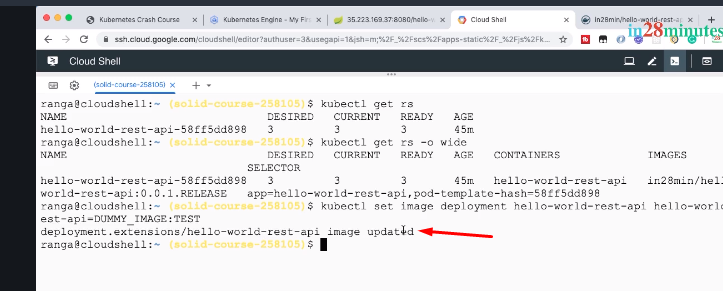 Kubernetes Crash Course
Kubernetes Engine - My First
35.223.169.37:8080/hello-w
Cloud Shell
in28min/hello-world-rest-ap
in28minutes
ssh.cloud.google.com/cloudshell/editor?authuser=3&usegapi=1&jsh=m;%2F_%2Fscs%2Fapps-static%2F_%2Fjs%2Fk...
Cloud Shell
(solid-course-258105)
ranga@cloudshell:~ (solid-course-258105)$ kubectl get rs
NAME DESIRED CURRENT READY AGE
hello-world-rest-api-58ff5dd898 3 3 3 45m
ranga@cloudshell:~ (solid-course-258105)$ kubectl get rs -o wide
NAME DESIRED CURRENT READY AGE CONTAINERS IMAGES
SELECTOR
hello-world-rest-api-58ff5dd898 3 3 3 45m hello-world-rest-api in28min/hell
world-rest-api:0.0.1.RELEASE app=hello-world-rest-api,pod-template-hash=58ff5dd898
ranga@cloudshell:~ (solid-course-258105)$ kubectl set image deployment hello-world-rest-api hello-world
est-api=DUMMY_IMAGE:TEST
deployment.extensions/hello-world-rest-api image updated
ranga@cloudshell:~ (solid-course-258105)$